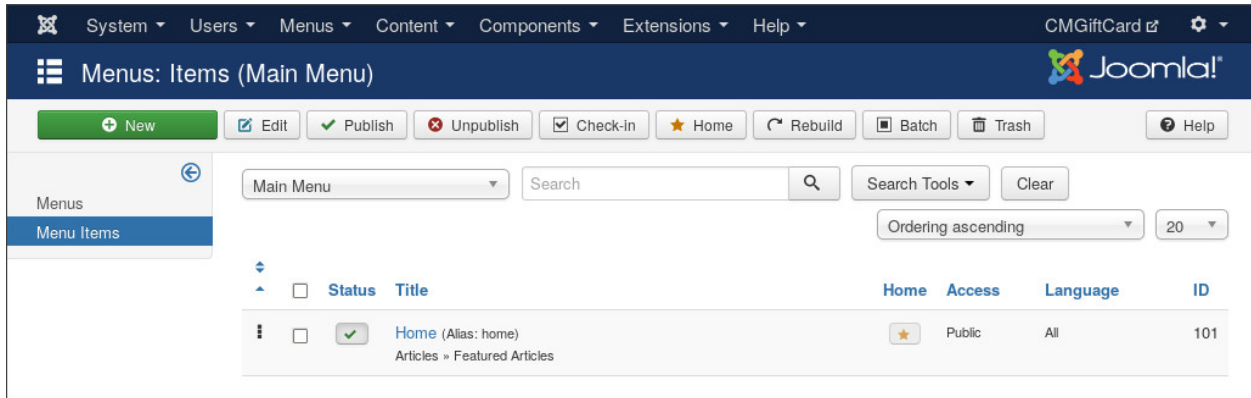 System Users Menus Content Components Extensions Help CMGiftCard
Menus: Items (Main Menu) Joomla!
New Edit Publish Unpublish Check-in Home Rebuild Batch Trash Help
Main Menu Search Search Tools Clear
Menus
Menu Items
Ordering ascending 20
Status Title Home Access Language ID
Home (Alias: home) Public All 101
Articles » Featured Articles